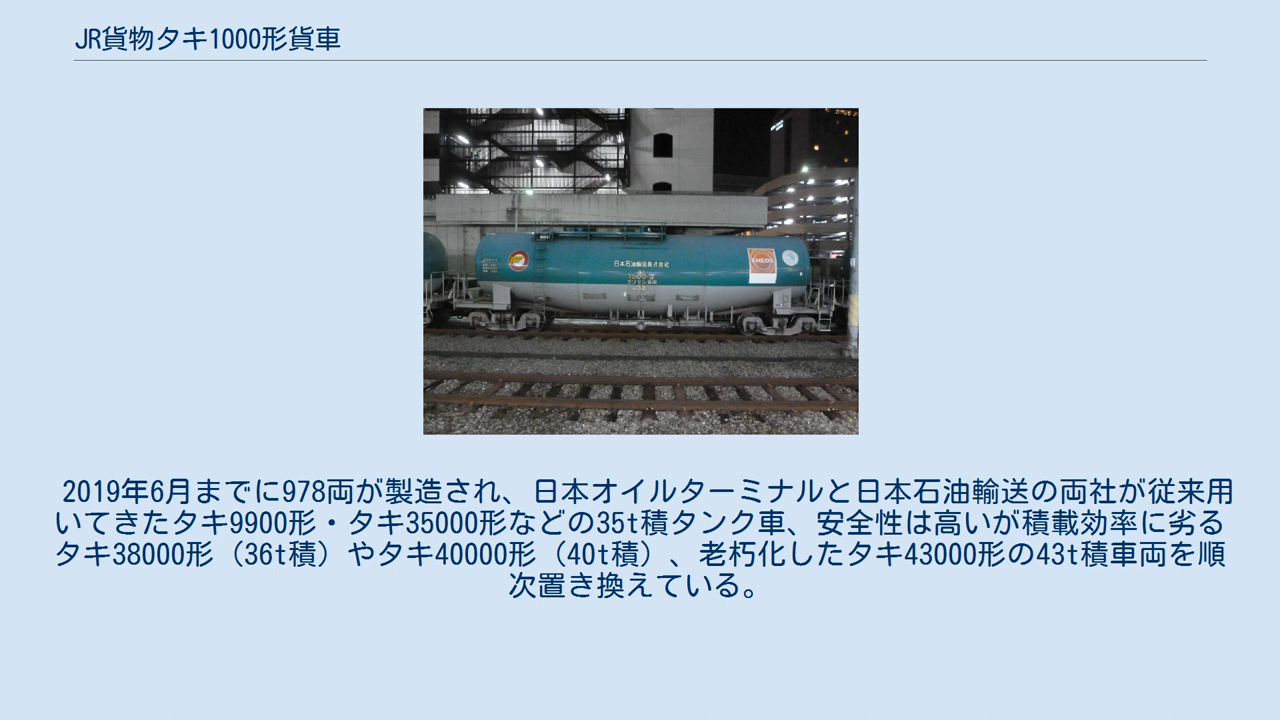 JR貨物タキ1000形貨車
日本石油輸送株式会社
ENEOS
2019年6月までに978両が製造され、日本オイルターミナルと日本石油輸送の両社が従来用
いてきたタキ9900形・タキ35000形などの35t積タンク車、安全性は高いが積載効率に劣る
タキ38000形（36t積）やタキ40000形（40t積）、老朽化したタキ43000形の43t積車両を順
次置き換えている。